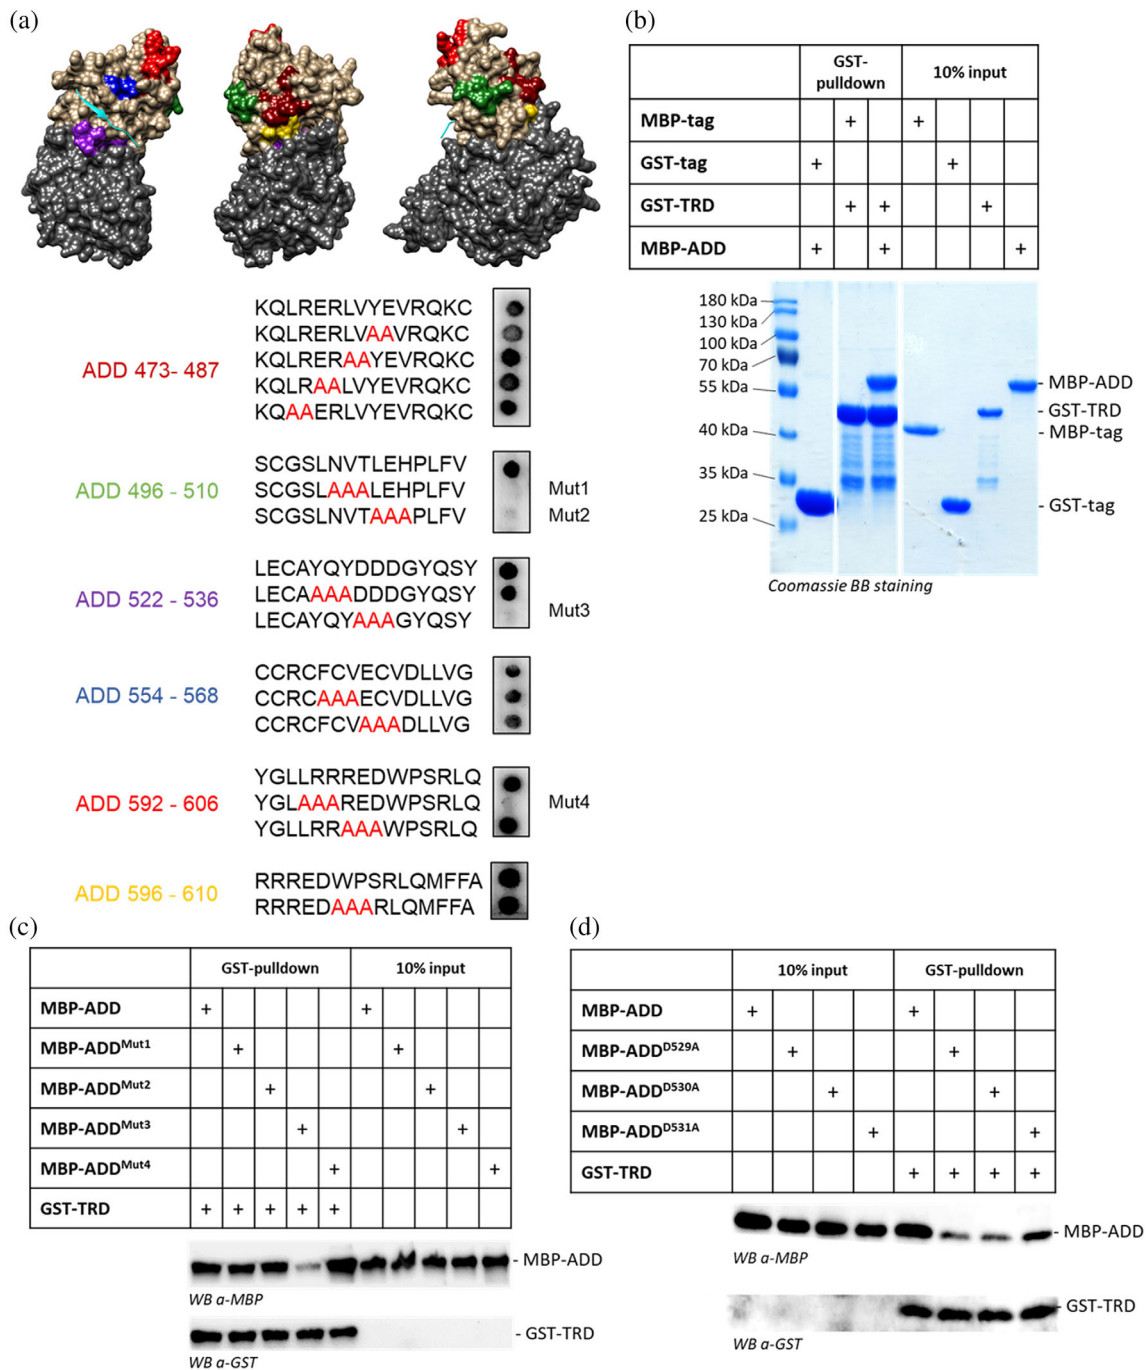 (a)
ADD 473- 487
KQLRERLVYEVRQKC
KQLRERLVAAVRQKC
KQLRERAAYEVRQKC
KQLRAALVYEVRQKC
KQAAERLVYEVRQKC
ADD 496 - 510
SCGSLNVTLEHPLFV
SCGSLAAALEHPLFV Mut1
SCGSLNVTAAAPLFV Mut2
ADD 522 - 536
LECAYQYDDDGYQSY
LECAAAADDDGYQSY
LECAYQYAAAGYQSY Mut3
ADD 554 - 568
CCRCFCVECVDLLVG
CCRCAAAECVDLLVG
CCRCFCVAAADLLVG
ADD 592 - 606
YGLLRRREDWPSRLQ
YGLAAAREDWPSRLQ Mut4
YGLLRRAAAWPSRLQ
ADD 596 - 610
RRREDWPSRLQMFFA
RRREDAAARLQMFFA
(b)
GST-pulldown 10% input
MBP-tag + +
GST-tag + +
GST-TRD + + +
MBP-ADD + + +
180 kDa
130 kDa
100 kDa
70 kDa
55 kDa
40 kDa
35 kDa
25 kDa
- MBP-ADD
- GST-TRD
- MBP-tag
- GST-tag
Coomassie BB staining
(c)
GST-pulldown 10% input
MBP-ADD + +
MBP-ADDMut1 + +
MBP-ADDMut2 + +
MBP-ADDMut3 + +
MBP-ADDMut4 + +
GST-TRD + + + + +
- MBP-ADD
WB a-MBP
- GST-TRD
WB a-GST
(d)
10% input GST-pulldown
MBP-ADD + +
MBP-ADDD529A + +
MBP-ADDD530A + +
MBP-ADDD531A + +
GST-TRD + + + +
- MBP-ADD
WB a-MBP
- GST-TRD
WB a-GST